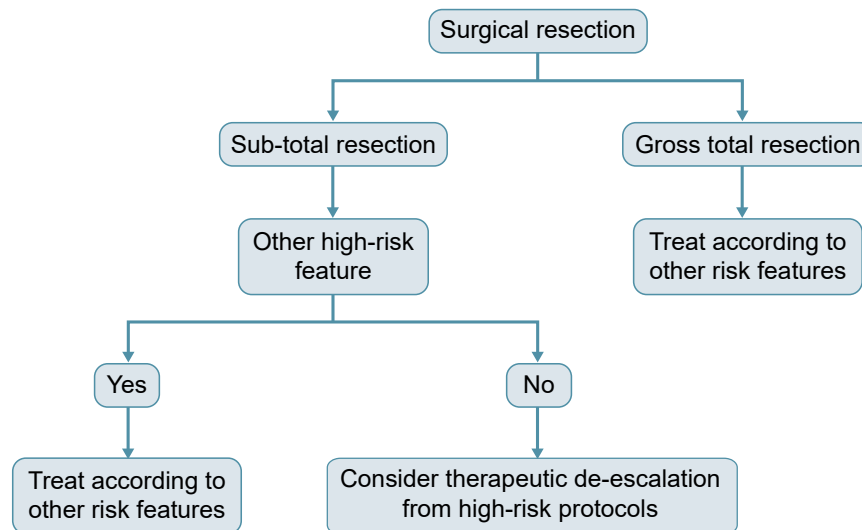 Surgical resection
Sub-total resection
Gross total resection
Other high-risk
feature
Treat according to
other risk features
Yes
No
Treat according to
other risk features
Consider therapeutic de-escalation
from high-risk protocols